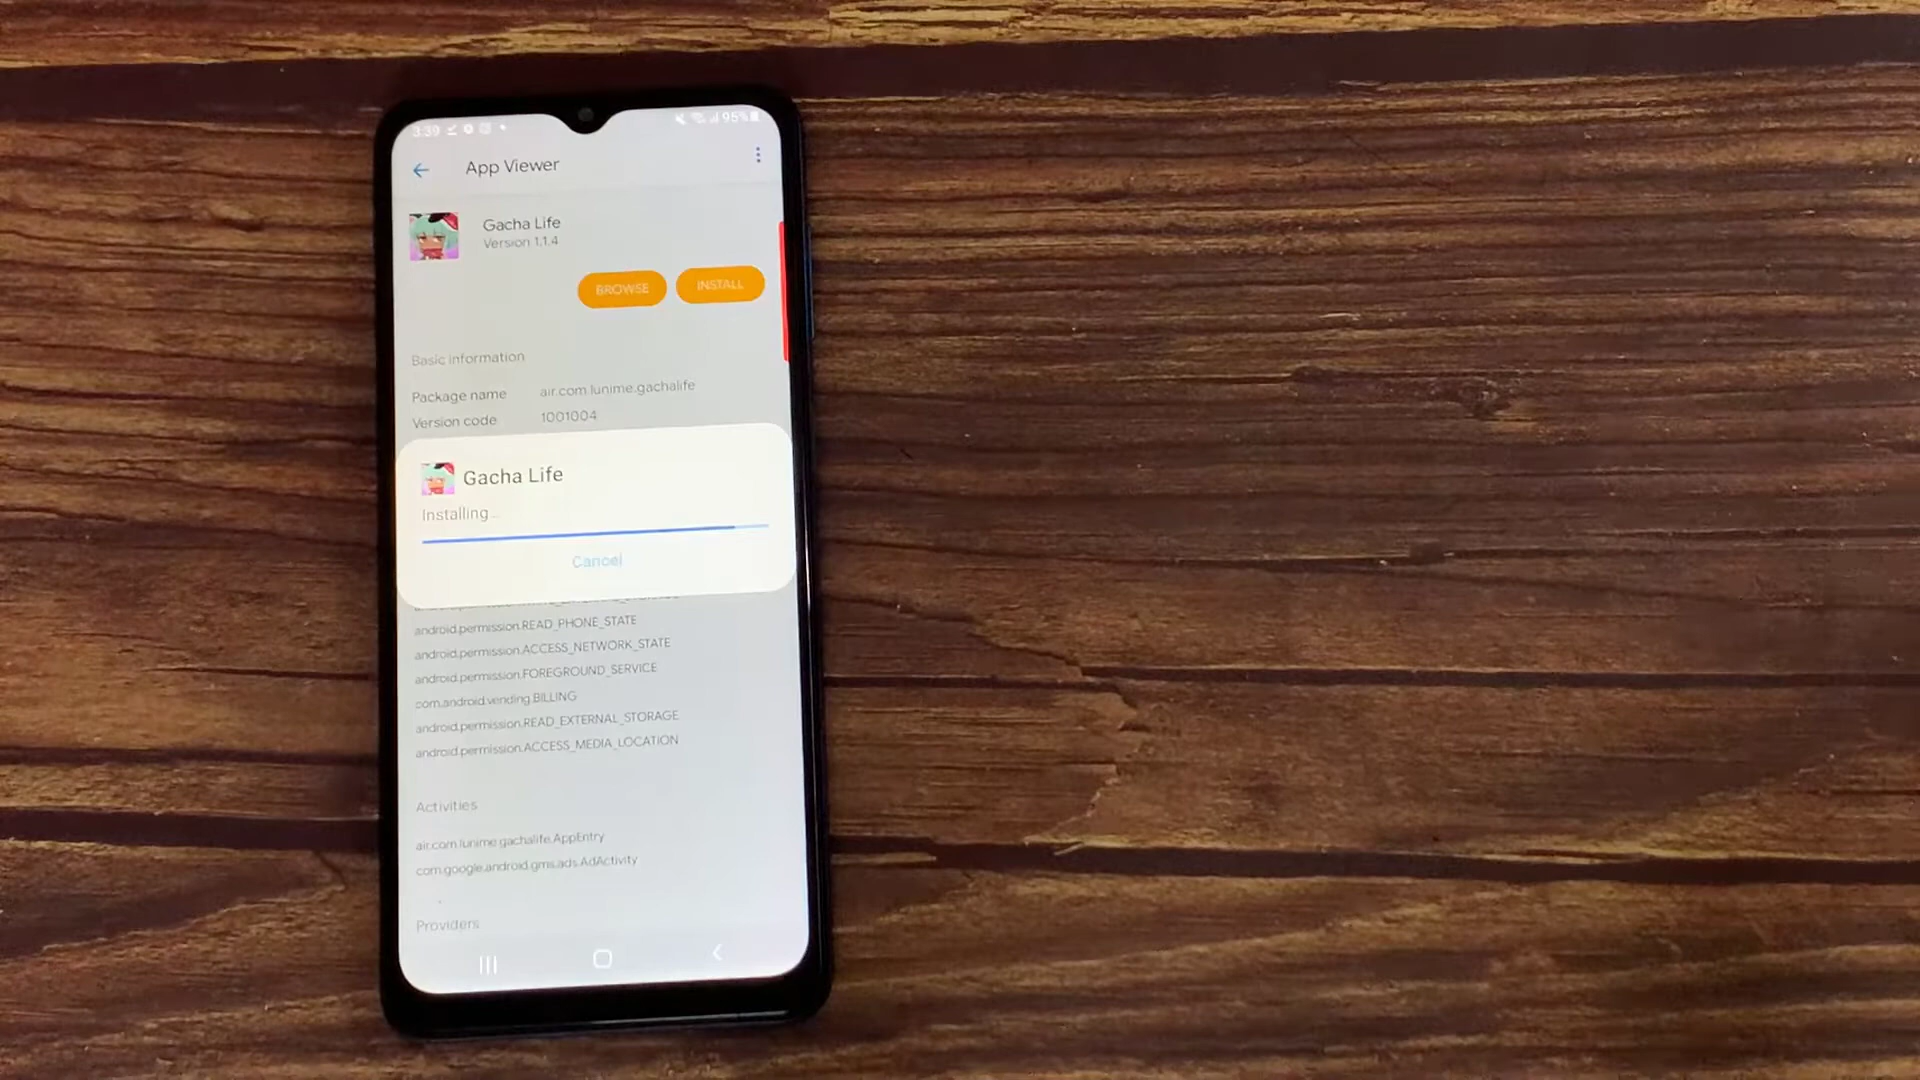 3:39
95%
App Viewer
Gacha Life
Version 1.1.4
BROWSE
INSTALL
Basic information
Package name air.com.lunime.gachalife
Version code 1001004
Gacha Life
Installing...
Cancel
android.permission.READ_PHONE_STATE
android.permission.ACCESS_NETWORK_STATE
android.permission.FOREGROUND_SERVICE
com.android.vending.BILLING
android.permission.READ_EXTERNAL_STORAGE
android.permission.ACCESS_MEDIA_LOCATION
Activities
air.com.lunime.gachalife.AppEntry
com.google.android.gms.ads.AdActivity
Providers